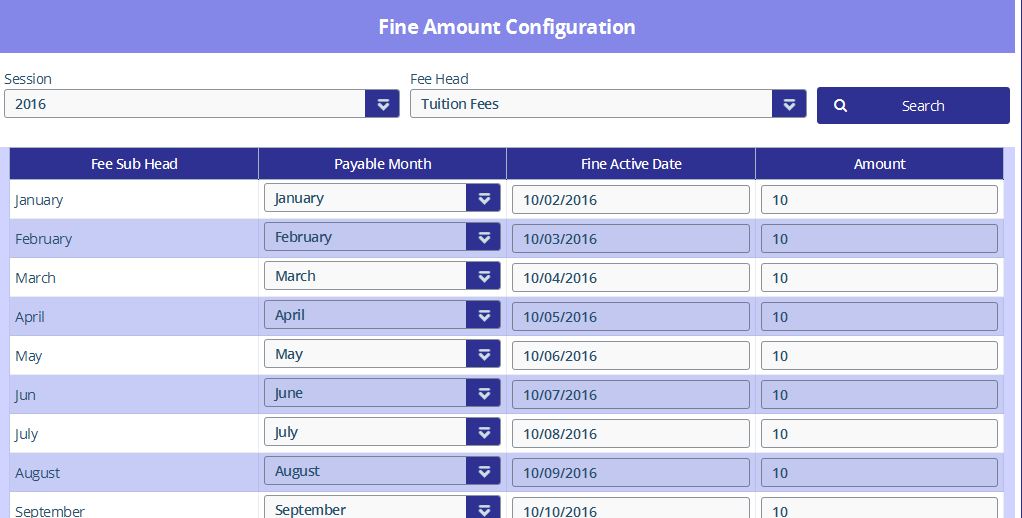 Fine Amount Configuration
Session Fee Head
2016 Tuition Fees Search
Fee Sub Head Payable Month Fine Active Date Amount
January January 10/02/2016 10
February February 10/03/2016 10
March March 10/04/2016 10
April April 10/05/2016 10
May May 10/06/2016 10
Jun June 10/07/2016 10
July July 10/08/2016 10
August August 10/09/2016 10
September September 10/10/2016 10